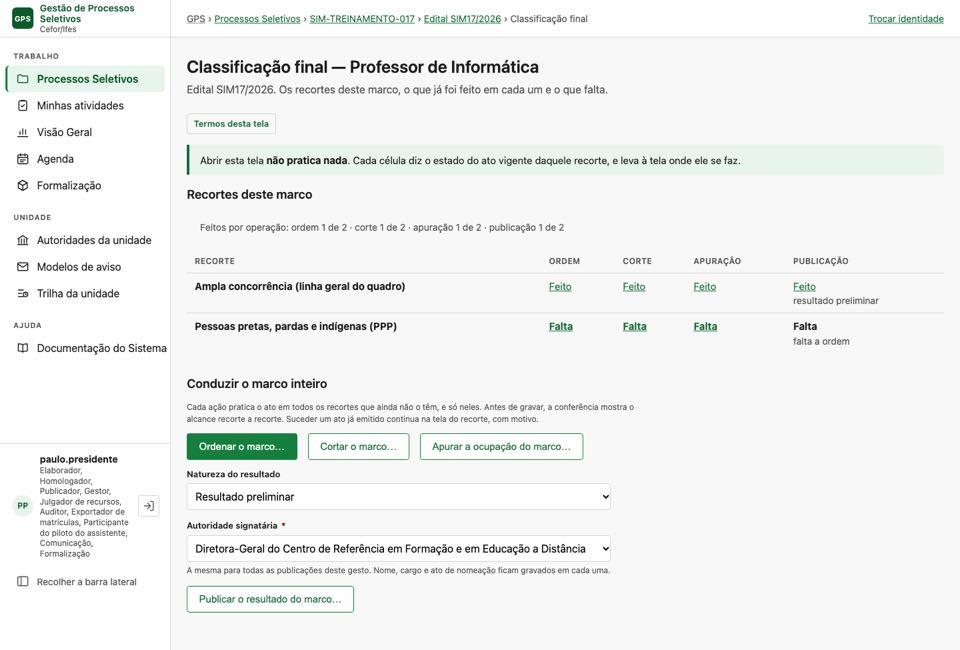 GPS
Gestão de Processos
Seletivos
Cefor/Ifes
TRABALHO
Processos Seletivos
Minhas atividades
Visão Geral
Agenda
Formalização
UNIDADE
Autoridades da unidade
Modelos de aviso
Trilha da unidade
AJUDA
Documentação do Sistema
PP
paulo.presidente
Elaborador,
Homologador,
Publicador, Gestor,
Julgador de recursos,
Auditor, Exportador de
matrículas, Participante
do piloto do assistente,
Comunicação,
Formalização
Recolher a barra lateral
GPS › Processos Seletivos › SIM-TREINAMENTO-017 › Edital SIM17/2026 › Classificação final
Trocar identidade
Classificação final — Professor de Informática
Edital SIM17/2026. Os recortes deste marco, o que já foi feito em cada um e o que falta.
Termos desta tela
Abrir esta tela não pratica nada. Cada célula diz o estado do ato vigente daquele recorte, e leva à tela onde ele se faz.
Recortes deste marco
Feitos por operação: ordem 1 de 2 · corte 1 de 2 · apuração 1 de 2 · publicação 1 de 2
RECORTE ORDEM CORTE APURAÇÃO PUBLICAÇÃO
Ampla concorrência (linha geral do quadro) Feito Feito Feito Feito
resultado preliminar
Pessoas pretas, pardas e indígenas (PPP) Falta Falta Falta Falta
falta a ordem
Conduzir o marco inteiro
Cada ação pratica o ato em todos os recortes que ainda não o têm, e só neles. Antes de gravar, a conferência mostra o
alcance recorte a recorte. Suceder um ato já emitido continua na tela do recorte, com motivo.
Ordenar o marco... Cortar o marco... Apurar a ocupação do marco...
Natureza do resultado
Resultado preliminar
Autoridade signatária *
Diretora-Geral do Centro de Referência em Formação e em Educação a Distância
A mesma para todas as publicações deste gesto. Nome, cargo e ato de nomeação ficam gravados em cada uma.
Publicar o resultado do marco...